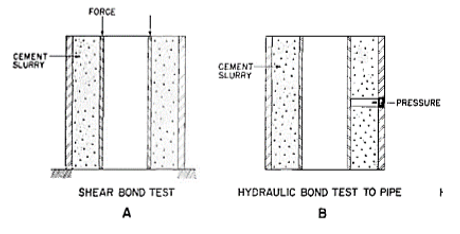 FORCE
CEMENT
SLURRY
CEMENT
SLURRY
PRESSURE
SHEAR BOND TEST
HYDRAULIC BOND TEST TO PIPE
A
B